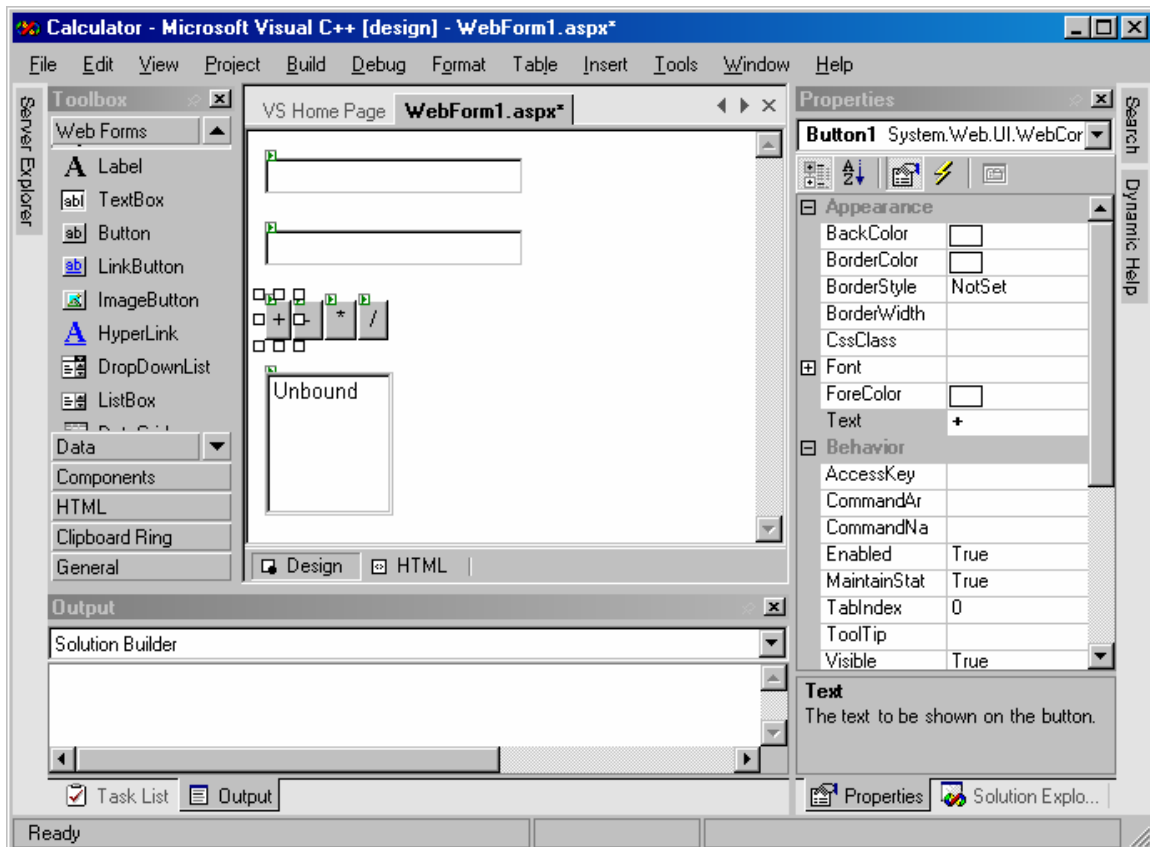 Calculator - Microsoft Visual C++ [design] - WebForm1.aspx*
File Edit View Project Build Debug Format Table Insert Tools Window Help
Server Explorer
Toolbox
Web Forms
A Label
abl TextBox
ab Button
ab LinkButton
ImageButton
A HyperLink
DropDownList
ListBox
Data
Components
HTML
Clipboard Ring
General
VS Home Page WebForm1.aspx*
+ - * /
Unbound
Design HTML
Properties
Button1 System.Web.UI.WebCor
Appearance
BackColor
BorderColor
BorderStyle NotSet
BorderWidth
CssClass
Font
ForeColor
Text +
Behavior
AccessKey
CommandAr
CommandNa
Enabled True
MaintainStat True
TabIndex 0
ToolTip
Visible True
Text
The text to be shown on the button.
Search
Dynamic Help
Output
Solution Builder
Task List Output
Properties Solution Explo...
Ready